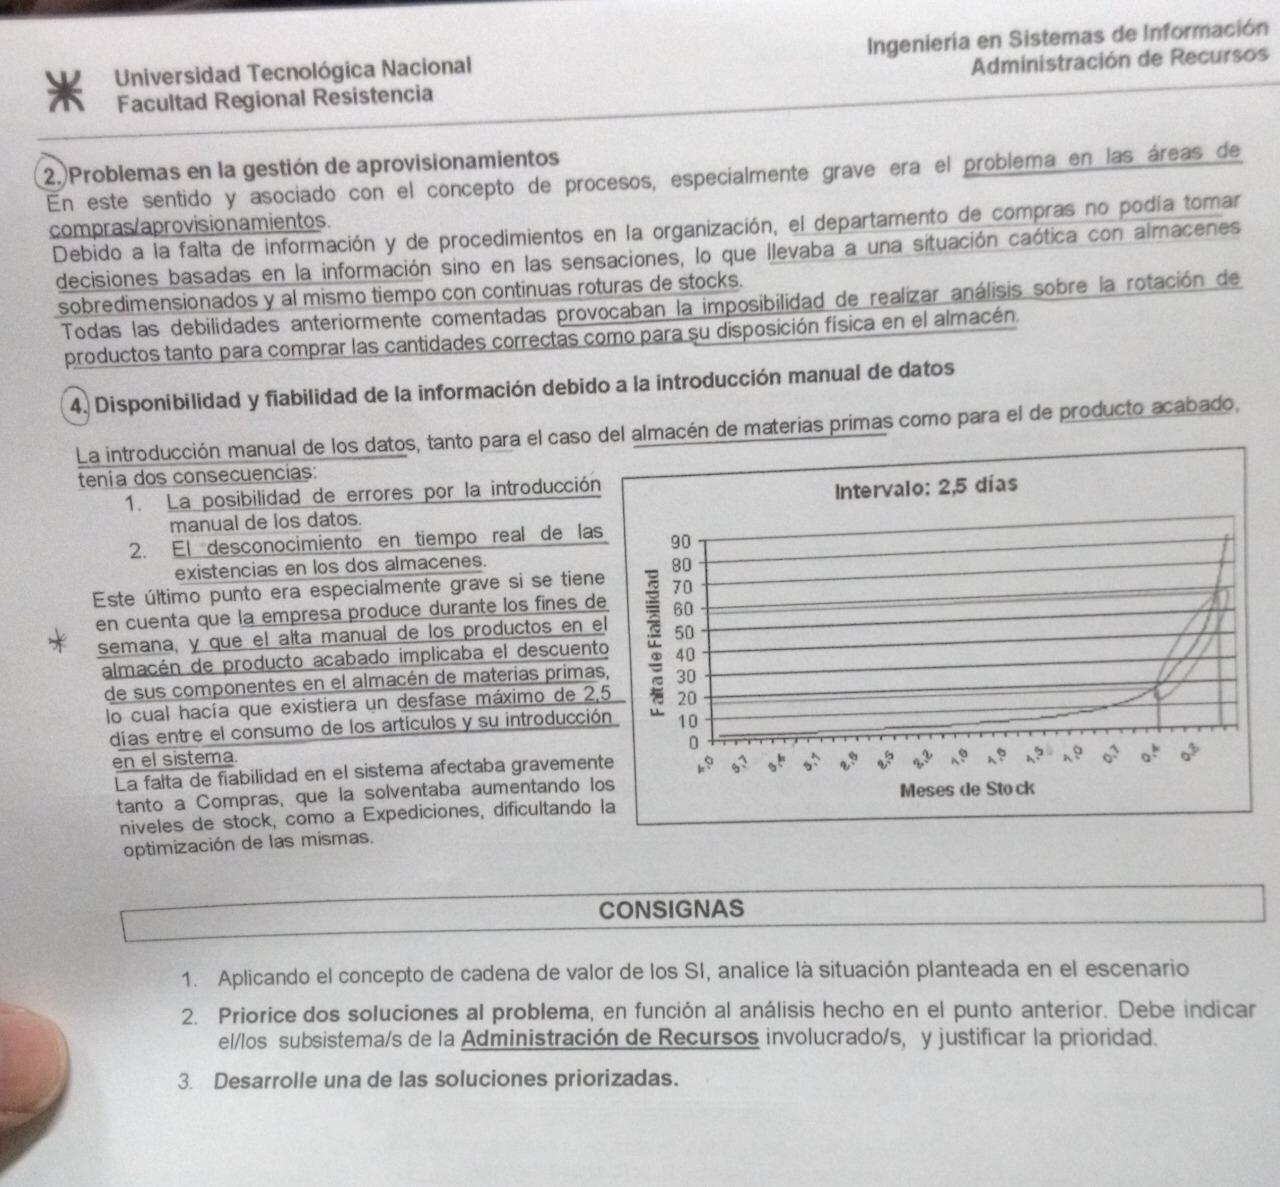 Universidad Tecnológica Nacional
Facultad Regional Resistencia
Ingeniería en Sistemas de Información
Administración de Recursos
2. Problemas en la gestión de aprovisionamientos
En este sentido y asociado con el concepto de procesos, especialmente grave era el problema en las áreas de
compras/aprovisionamientos.
Debido a la falta de información y de procedimientos en la organización, el departamento de compras no podía tomar
decisiones basadas en la información sino en las sensaciones, lo que llevaba a una situación caótica con almacenes
sobredimensionados y al mismo tiempo con continuas roturas de stocks.
Todas las debilidades anteriormente comentadas provocaban la imposibilidad de realizar análisis sobre la rotación de
productos tanto para comprar las cantidades correctas como para su disposición física en el almacén.
4. Disponibilidad y fiabilidad de la información debido a la introducción manual de datos
La introducción manual de los datos, tanto para el caso del almacén de materias primas como para el de producto acabado,
tenía dos consecuencias:
1. La posibilidad de errores por la introducción
manual de los datos.
2. El desconocimiento en tiempo real de las
existencias en los dos almacenes.
Este último punto era especialmente grave si se tiene
en cuenta que la empresa produce durante los fines de
semana, y que el alta manual de los productos en el
almacén de producto acabado implicaba el descuento
de sus componentes en el almacén de materias primas,
lo cual hacía que existiera un desfase máximo de 2,5
días entre el consumo de los artículos y su introducción
en el sistema.
La falta de fiabilidad en el sistema afectaba gravemente
tanto a Compras, que la solventaba aumentando los
niveles de stock, como a Expediciones, dificultando la
optimización de las mismas.
Intervalo: 2,5 días
Falta de Fiabilidad
90
80
70
60
50
40
30
20
10
0
4,0 3,7 3,4 3,1 2,8 2,5 2,2 1,9 1,6 1,3 1,0 0,7 0,4 0,2
Meses de Stock
CONSIGNAS
1. Aplicando el concepto de cadena de valor de los SI, analice la situación planteada en el escenario
2. Priorice dos soluciones al problema, en función al análisis hecho en el punto anterior. Debe indicar
el/los subsistema/s de la Administración de Recursos involucrado/s, y justificar la prioridad.
3. Desarrolle una de las soluciones priorizadas.